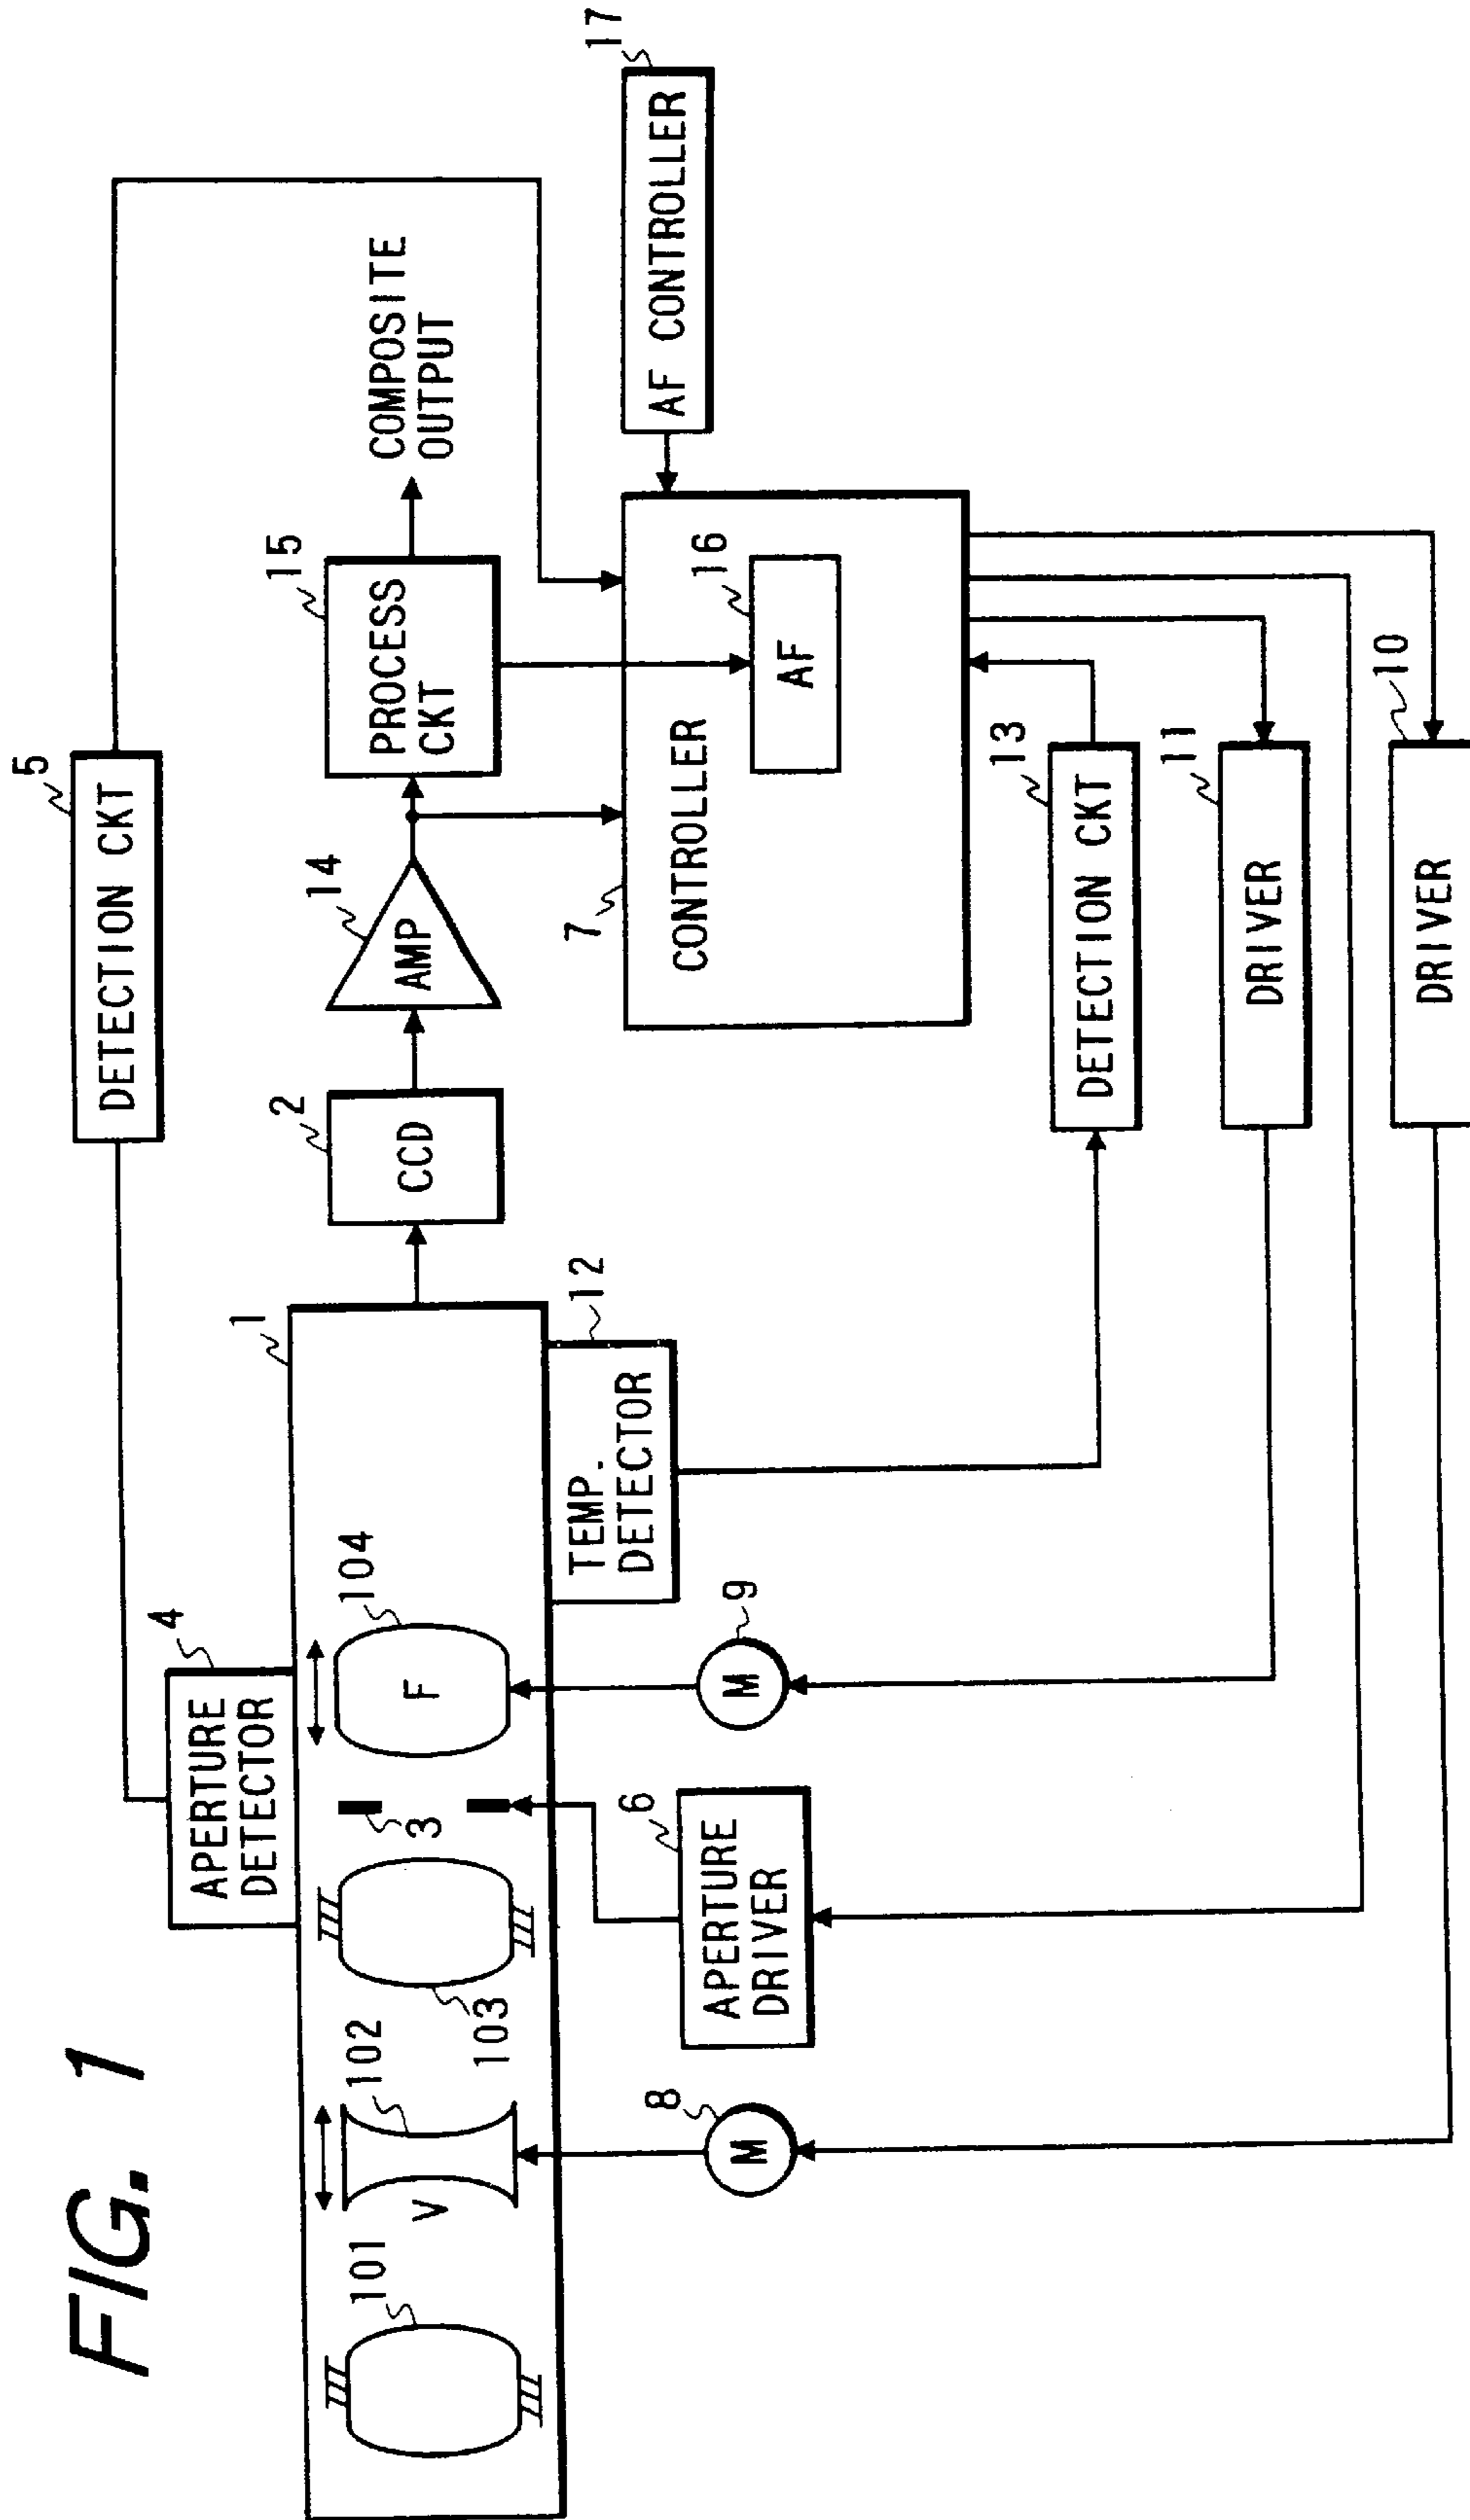 FIG. 1
5
DETECTION CKT
4
APERTURE
DETECTOR
1
2
14
15
COMPOSITE
OUTPUT
101
V
102
103
3
104
F
CCD
AMP
PROCESS
CKT
12
TEMP.
DETECTOR
7
CONTROLLER
16
AF
17
AF CONTROLLER
8
M
6
APERTURE
DRIVER
9
M
13
DETECTION CKT
11
DRIVER
10
DRIVER